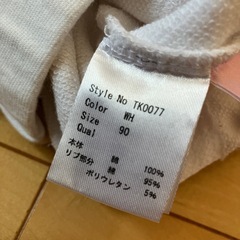 Style No TK0077
Color WH
Size 90
Qual
本体 綿 100%
リブ部分 綿 95%
ポリウレタン 5%